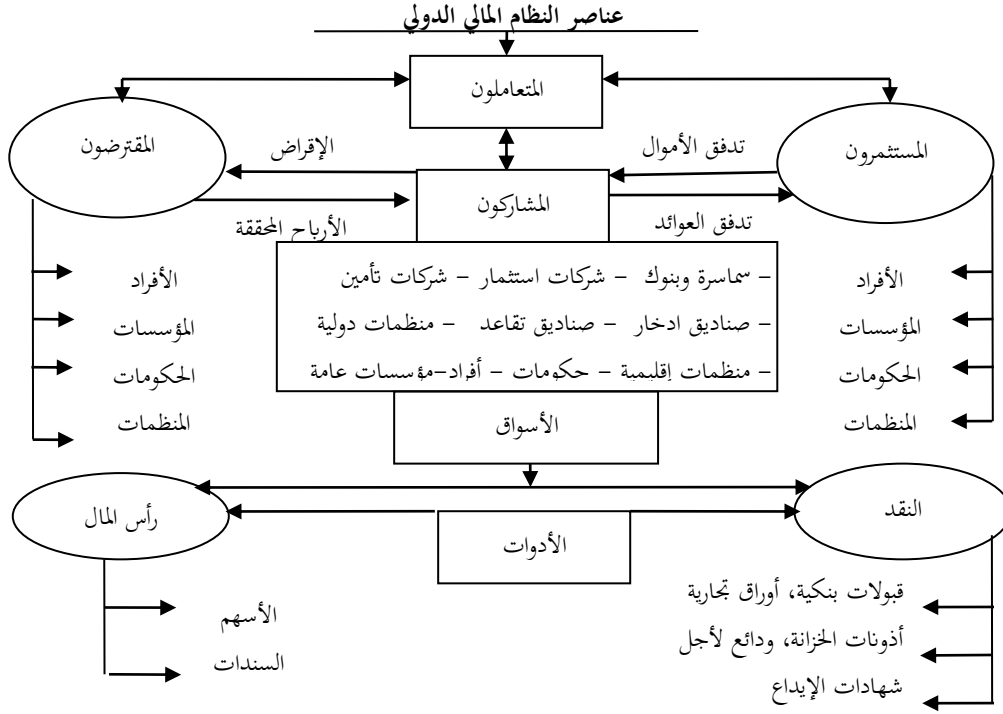 عناصر النظام المالي الدولي
المتعاملون
المستثمرون
المقترضون
تدفق الأموال
الإقراض
المشاركون
تدفق العوائد
الأرباح المحققة
– سماسرة وبنوك – شركات استثمار – شركات تأمين
– صناديق ادخار – صناديق تقاعد – منظمات دولية
– منظمات إقليمية – حكومات – أفراد–مؤسسات عامة
الأفراد
المؤسسات
الحكومات
المنظمات
الأفراد
المؤسسات
الحكومات
المنظمات
الأسواق
النقد
رأس المال
الأدوات
قبولات بنكية، أوراق تجارية
أذونات الخزانة، ودائع لأجل
شهادات الإيداع
الأسهم
السندات